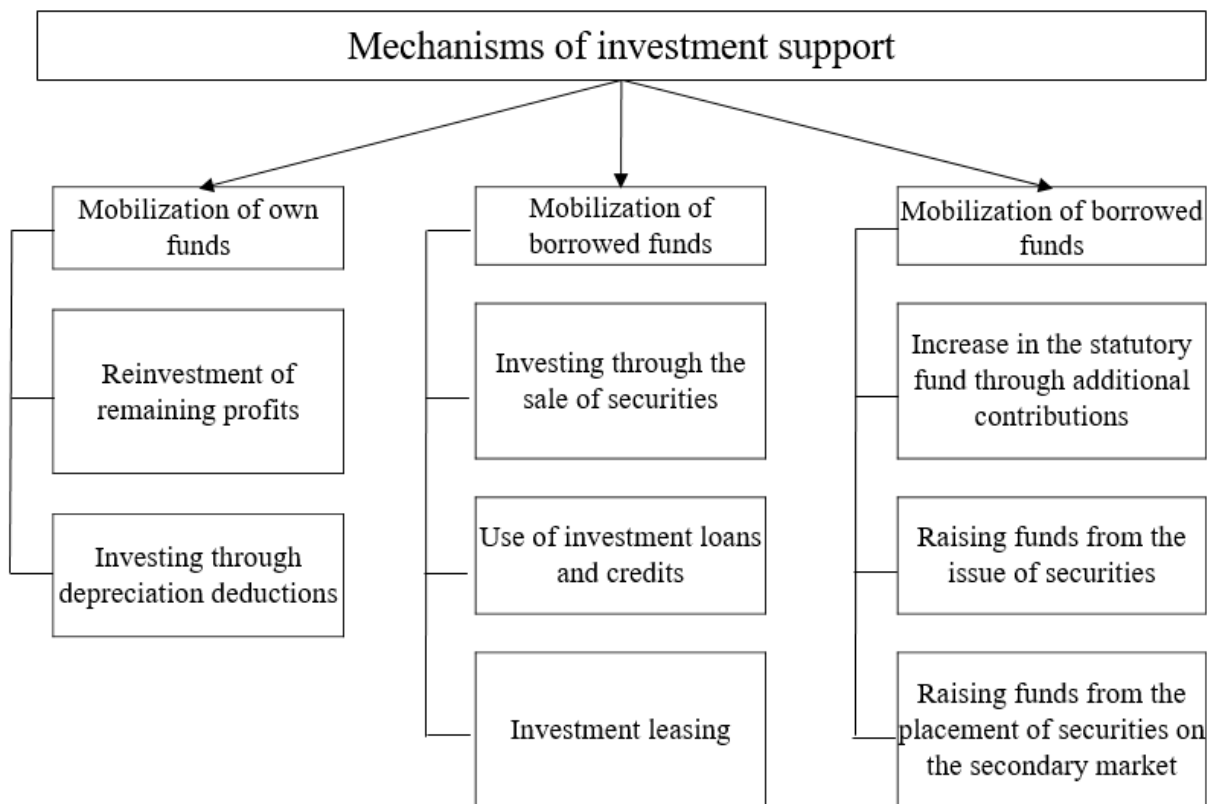 Mechanisms of investment support
Mobilization of own
funds
Reinvestment of
remaining profits
Investing through
depreciation deductions
Mobilization of
borrowed funds
Investing through the
sale of securities
Use of investment loans
and credits
Investment leasing
Mobilization of borrowed
funds
Increase in the statutory
fund through additional
contributions
Raising funds from the
issue of securities
Raising funds from the
placement of securities on
the secondary market